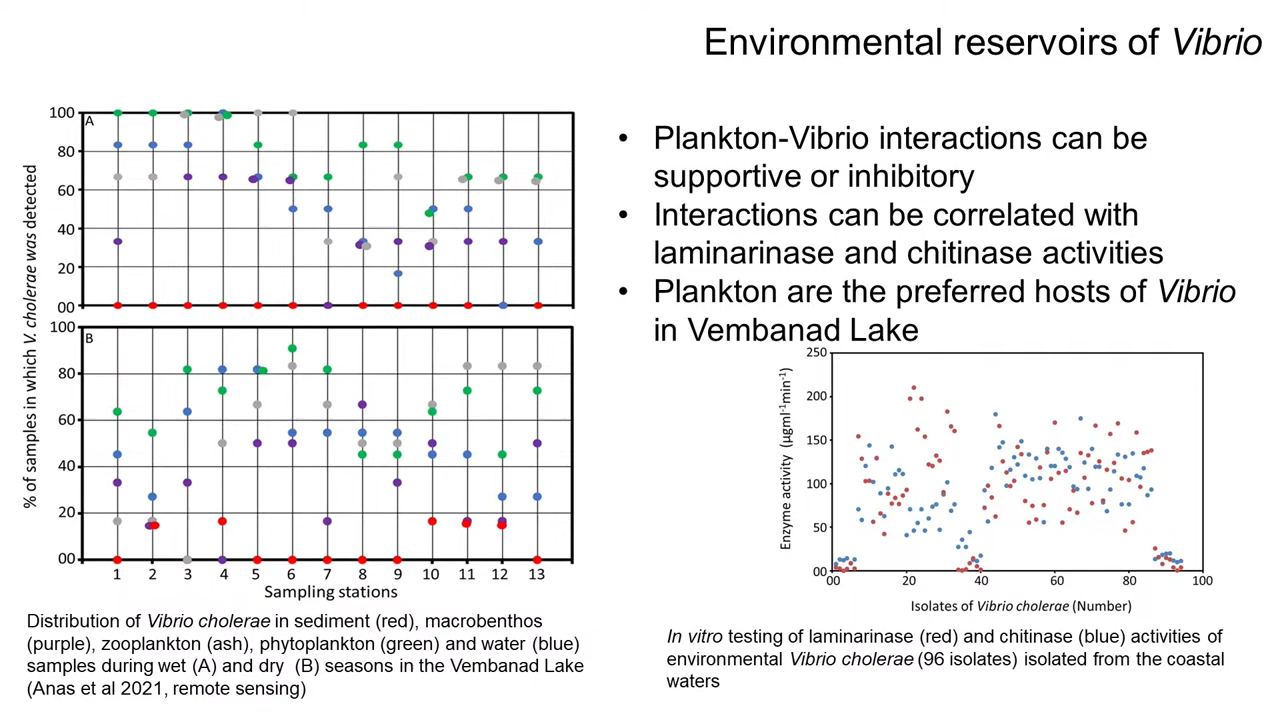 Environmental reservoirs of Vibrio
% of samples in which V. cholerae was detected
A
100
80
60
40
20
00
B
100
80
60
40
20
00
1 2 3 4 5 6 7 8 9 10 11 12 13
Sampling stations
Distribution of Vibrio cholerae in sediment (red), macrobenthos
(purple), zooplankton (ash), phytoplankton (green) and water (blue)
samples during wet (A) and dry (B) seasons in the Vembanad Lake
(Anas et al 2021, remote sensing)
• Plankton-Vibrio interactions can be
supportive or inhibitory
• Interactions can be correlated with
laminarinase and chitinase activities
• Plankton are the preferred hosts of Vibrio
in Vembanad Lake
Enzyme activity (µgml-1min-1)
250
200
150
100
50
00
00 20 40 60 80 100
Isolates of Vibrio cholerae (Number)
In vitro testing of laminarinase (red) and chitinase (blue) activities of
environmental Vibrio cholerae (96 isolates) isolated from the coastal
waters